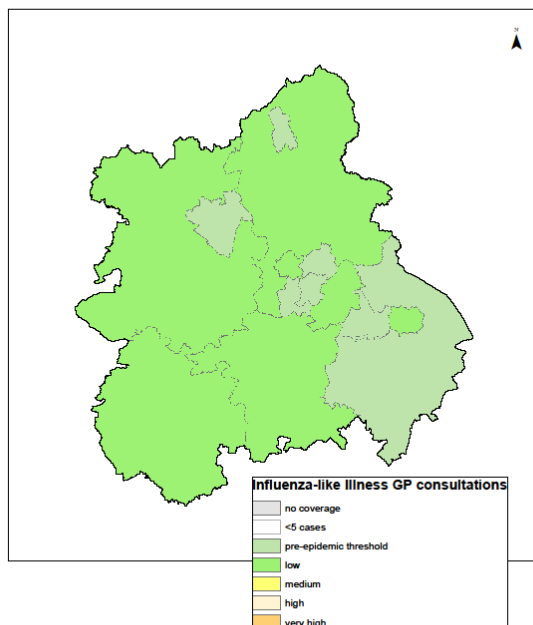 N
Influenza-like Illness GP consultations
no coverage
<5 cases
pre-epidemic threshold
low
medium
high
very high